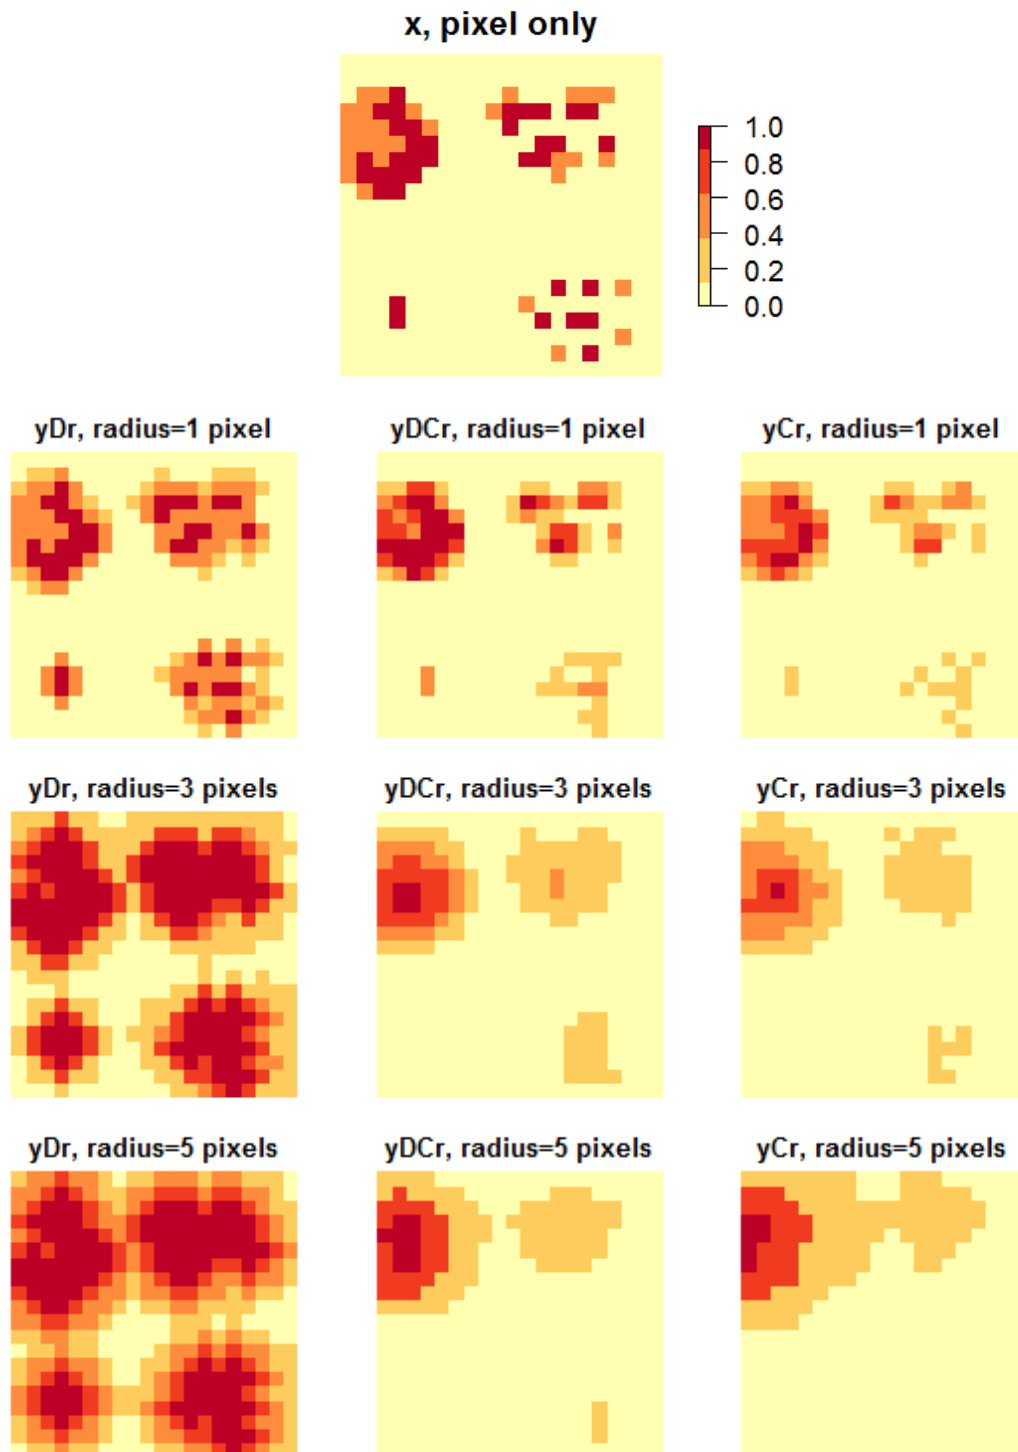 x, pixel only
1.0
0.8
0.6
0.4
0.2
0.0
yDr, radius=1 pixel
yDCr, radius=1 pixel
yCr, radius=1 pixel
yDr, radius=3 pixels
yDCr, radius=3 pixels
yCr, radius=3 pixels
yDr, radius=5 pixels
yDCr, radius=5 pixels
yCr, radius=5 pixels